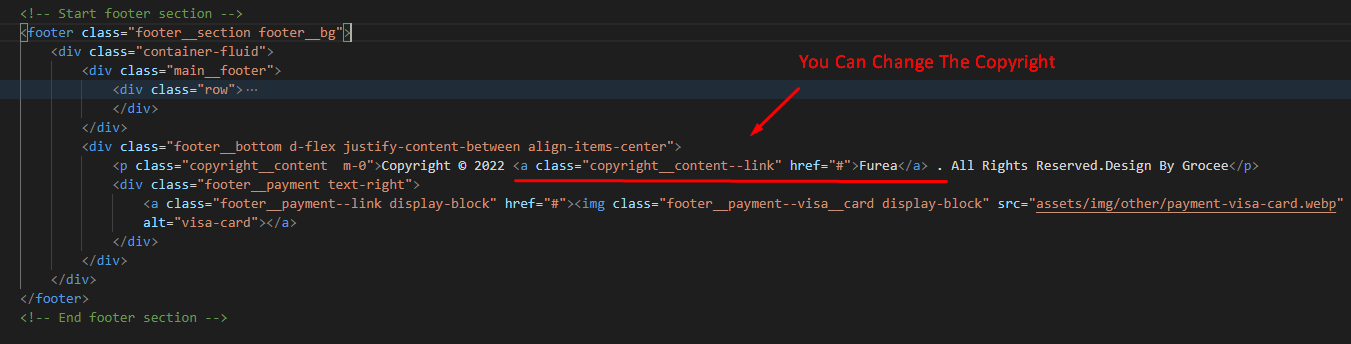 <!-- Start footer section -->
<footer class="footer__section footer__bg">
<div class="container-fluid">
You Can Change The Copyright
<div class="main__footer">
<div class="row">⋯
</div>
</div>
<div class="footer__bottom d-flex justify-content-between align-items-center">
<p class="copyright__content  m-0">Copyright © 2022 <a class="copyright__content--link" href="#">Furea</a> . All Rights Reserved.Design By Grocee</p>
<div class="footer__payment text-right">
<a class="footer__payment--link display-block" href="#"><img class="footer__payment--visa__card display-block" src="assets/img/other/payment-visa-card.webp"
alt="visa-card"></a>
</div>
</div>
</div>
</footer>
<!-- End footer section -->